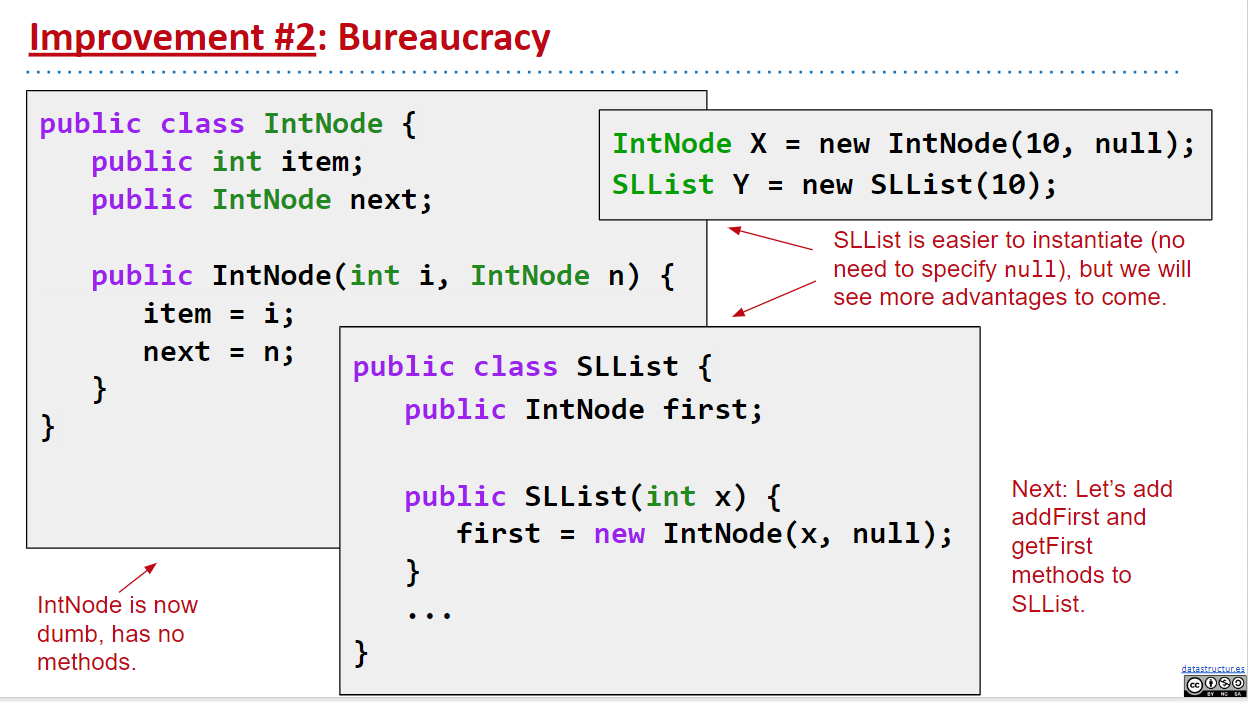 Improvement #2: Bureaucracy
public class IntNode {
   public int item;
   public IntNode next;

   public IntNode(int i, IntNode n) {
      item = i;
      next = n;
   }
}
IntNode X = new IntNode(10, null);
SLList Y = new SLList(10);
SLList is easier to instantiate (no
need to specify null), but we will
see more advantages to come.
public class SLList {
   public IntNode first;

   public SLList(int x) {
      first = new IntNode(x, null);
   }
   ...
}
IntNode is now
dumb, has no
methods.
Next: Let’s add
addFirst and
getFirst
methods to
SLList.
datastructur.es
CC
BY NC SA